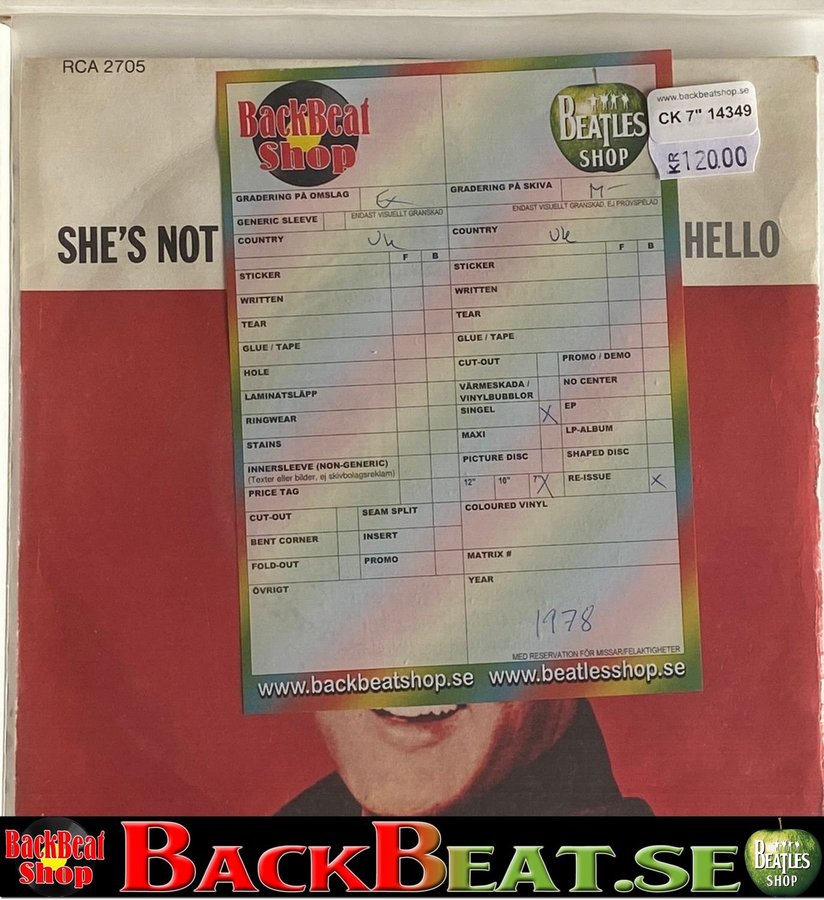 RCA 2705
SHE'S NOT
HELLO
BackBeat
Shop
BEATLES
SHOP
www.backbeatshop.se
CK 7" 14349
KR 120.00
GRADERING PÅ OMSLAG Ex
ENDAST VISUELLT GRANSKAD
GENERIC SLEEVE
COUNTRY Uk
F B
STICKER
WRITTEN
TEAR
GLUE / TAPE
HOLE
LAMINATSLÄPP
RINGWEAR
STAINS
INNERSLEEVE (NON-GENERIC)
(Texter eller bilder, ej skivbolagsreklam)
PRICE TAG
CUT-OUT SEAM SPLIT
BENT CORNER INSERT
FOLD-OUT PROMO
ÖVRIGT
GRADERING PÅ SKIVA M-
ENDAST VISUELLT GRANSKAD, EJ PROVSPELAD
COUNTRY Uk
F B
STICKER
WRITTEN
TEAR
GLUE / TAPE
CUT-OUT PROMO / DEMO
VÄRMESKADA /
VINYLBUBBLOR NO CENTER
SINGEL X EP
MAXI LP-ALBUM
PICTURE DISC SHAPED DISC
12" 10" 7" X RE-ISSUE X
COLOURED VINYL
MATRIX #
YEAR
1978
MED RESERVATION FÖR MISSAR/FELAKTIGHETER
www.backbeatshop.se www.beatlesshop.se
BackBeat
Shop
BACKBEAT.SE
BEATLES
SHOP